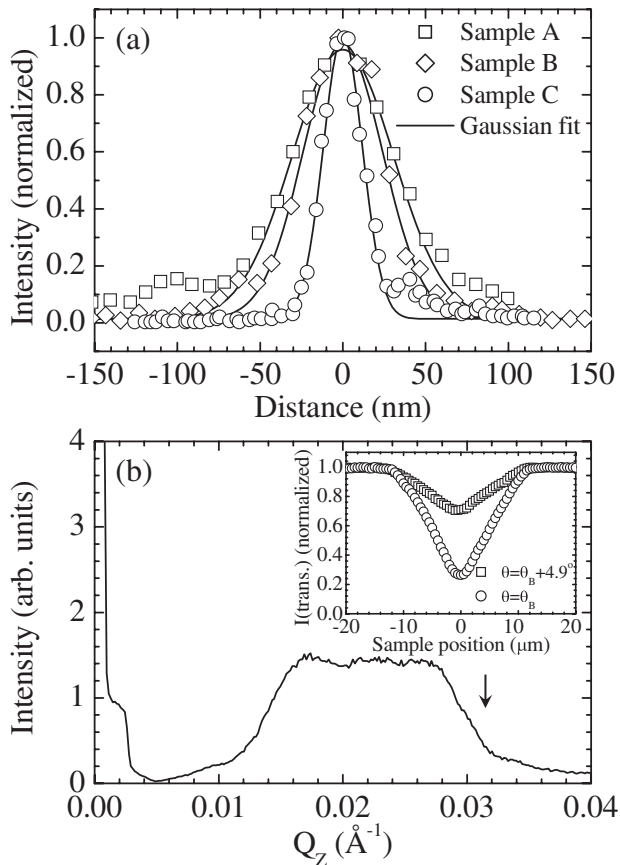 (a)
Sample A
Sample B
Sample C
Gaussian fit
Intensity (normalized)
1.0
0.8
0.6
0.4
0.2
0.0
-150 -100 -50 0 50 100 150
Distance (nm)
(b)
Intensity (arb. units)
4
3
2
1
0
I(trans.) (normalized)
1.0
0.8
0.6
0.4
0.2
0.0
θ=θB+4.9°
θ=θB
-20 -10 0 10 20
Sample position (μm)
0.00 0.01 0.02 0.03 0.04
QZ (Å-1)